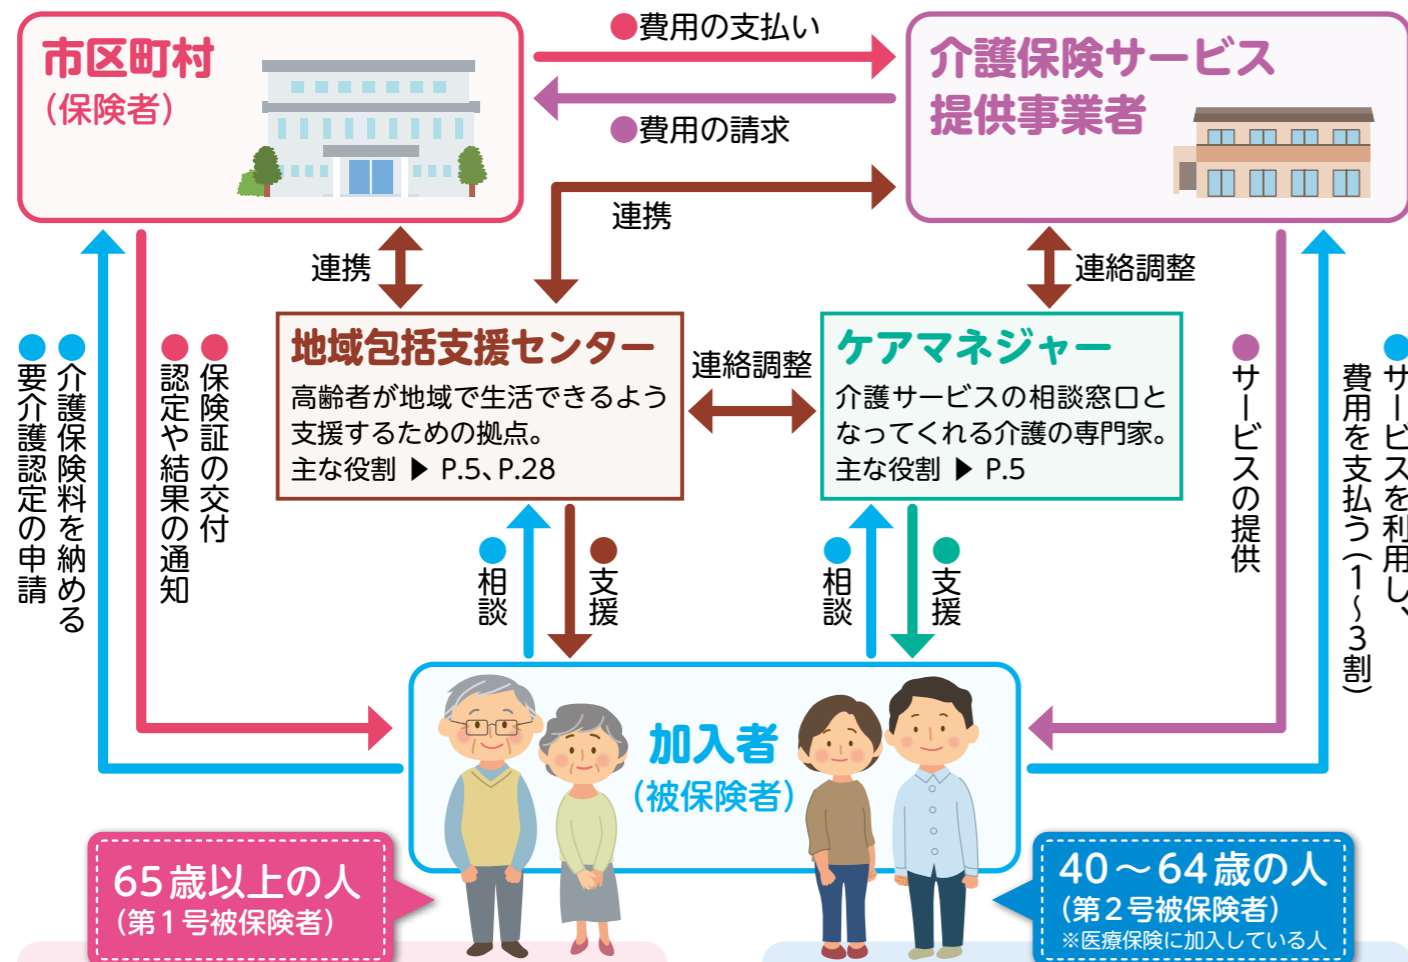 市区町村
（保険者）
●費用の支払い
●費用の請求
介護保険サービス
提供事業者
連携
連携
連絡調整
地域包括支援センター
高齢者が地域で生活できるよう
支援するための拠点。
主な役割 ▶ P.5、P.28
連絡調整
ケアマネジャー
介護サービスの相談窓口と
なってくれる介護の専門家。
主な役割 ▶ P.5
●介護保険料を納める
●要介護認定の申請
●保険証の交付
●認定や結果の通知
●相談
●支援
●相談
●支援
●サービスの提供
●サービスを利用し、
費用を支払う（1〜3割）
加入者
（被保険者）
65歳以上の人
（第1号被保険者）
40〜64歳の人
（第2号被保険者）
※医療保険に加入している人